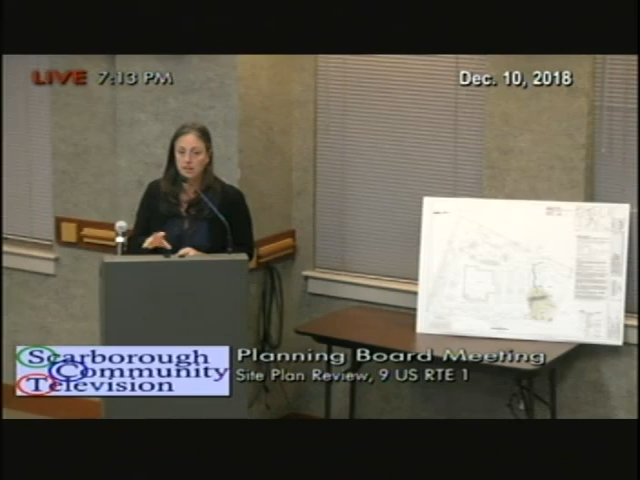 LIVE 7:13 PM
Dec. 10, 2018
Scarborough
Community
Television
Planning Board Meeting
Site Plan Review, 9 US RTE 1